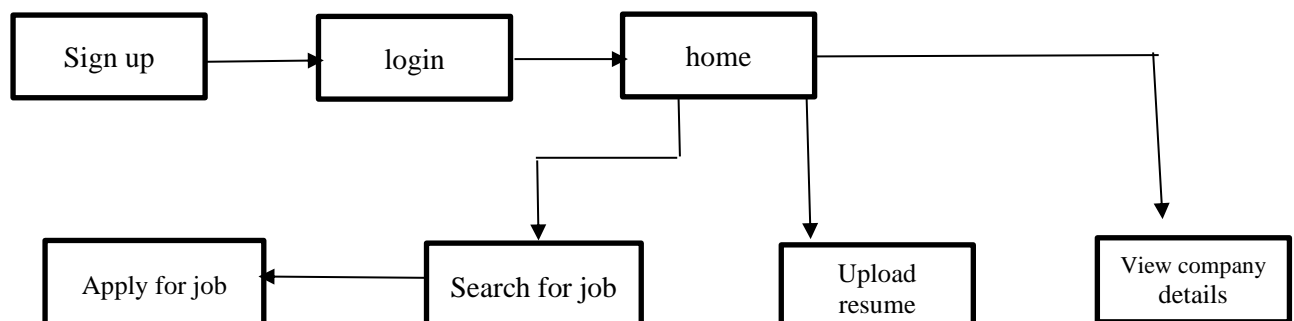 Sign up
login
home
Apply for job
Search for job
Upload
resume
View company
details